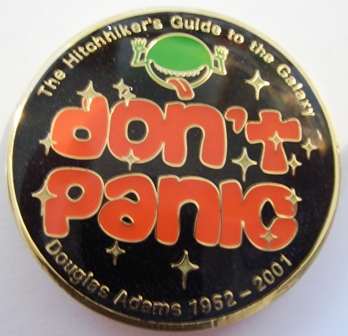 The Hitchhiker's Guide to the Galaxy
don't
panic
Douglas Adams 1952 - 2001